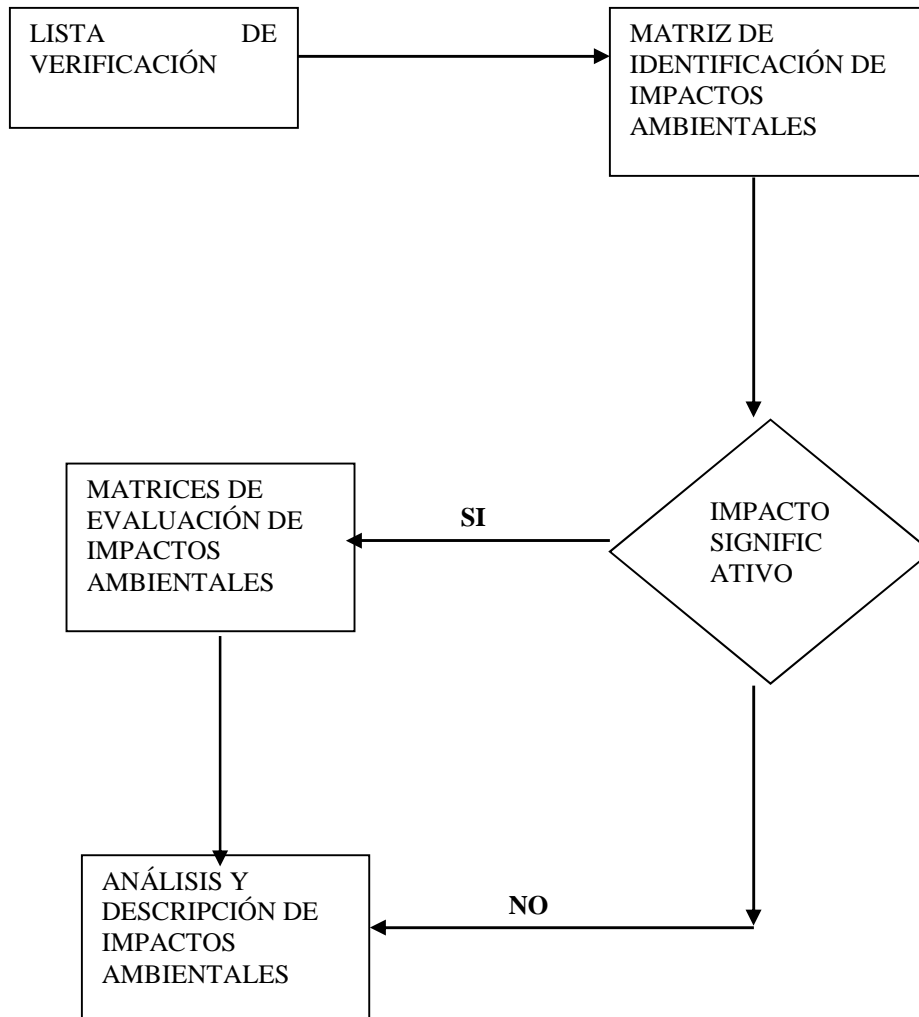 LISTA DE
VERIFICACIÓN
MATRIZ DE
IDENTIFICACIÓN DE
IMPACTOS
AMBIENTALES
IMPACTO
SIGNIFIC
ATIVO
SI
MATRICES DE
EVALUACIÓN DE
IMPACTOS
AMBIENTALES
NO
ANÁLISIS Y
DESCRIPCIÓN DE
IMPACTOS
AMBIENTALES